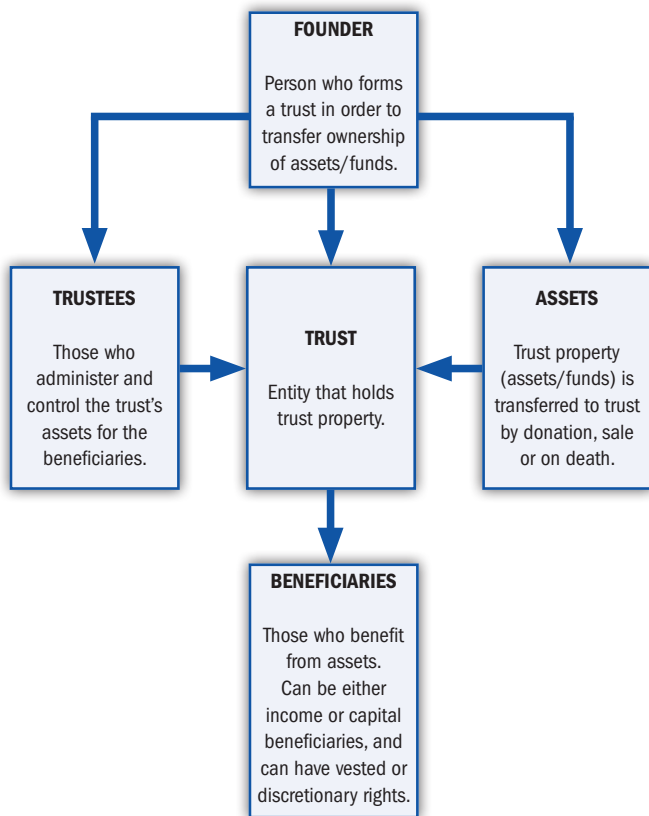 FOUNDER
Person who forms
a trust in order to
transfer ownership
of assets/funds.
TRUSTEES
Those who
administer and
control the trust's
assets for the
beneficiaries.
TRUST
Entity that holds
trust property.
ASSETS
Trust property
(assets/funds) is
transferred to trust
by donation, sale
or on death.
BENEFICIARIES
Those who benefit
from assets.
Can be either
income or capital
beneficiaries, and
can have vested or
discretionary rights.